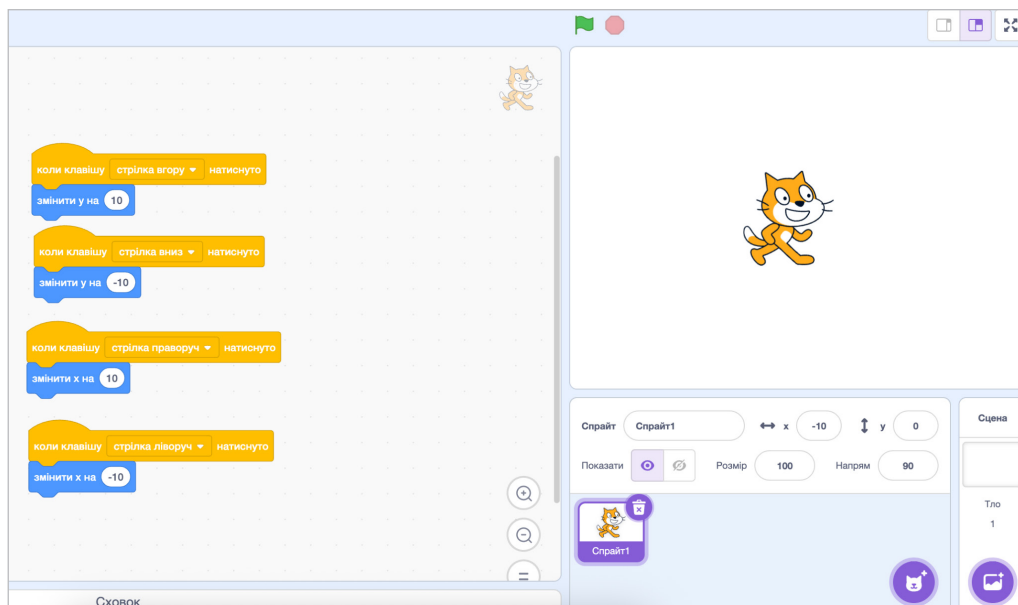 коли клавішу стрілка вгору натиснуто
змінити y на 10
коли клавішу стрілка вниз натиснуто
змінити y на -10
коли клавішу стрілка праворуч натиснуто
змінити x на 10
коли клавішу стрілка ліворуч натиснуто
змінити x на -10
Сховок
Спрайт Спрайт1 x -10 y 0
Показати Розмір 100 Напрям 90
Спрайт1
Сцена
Тло
1